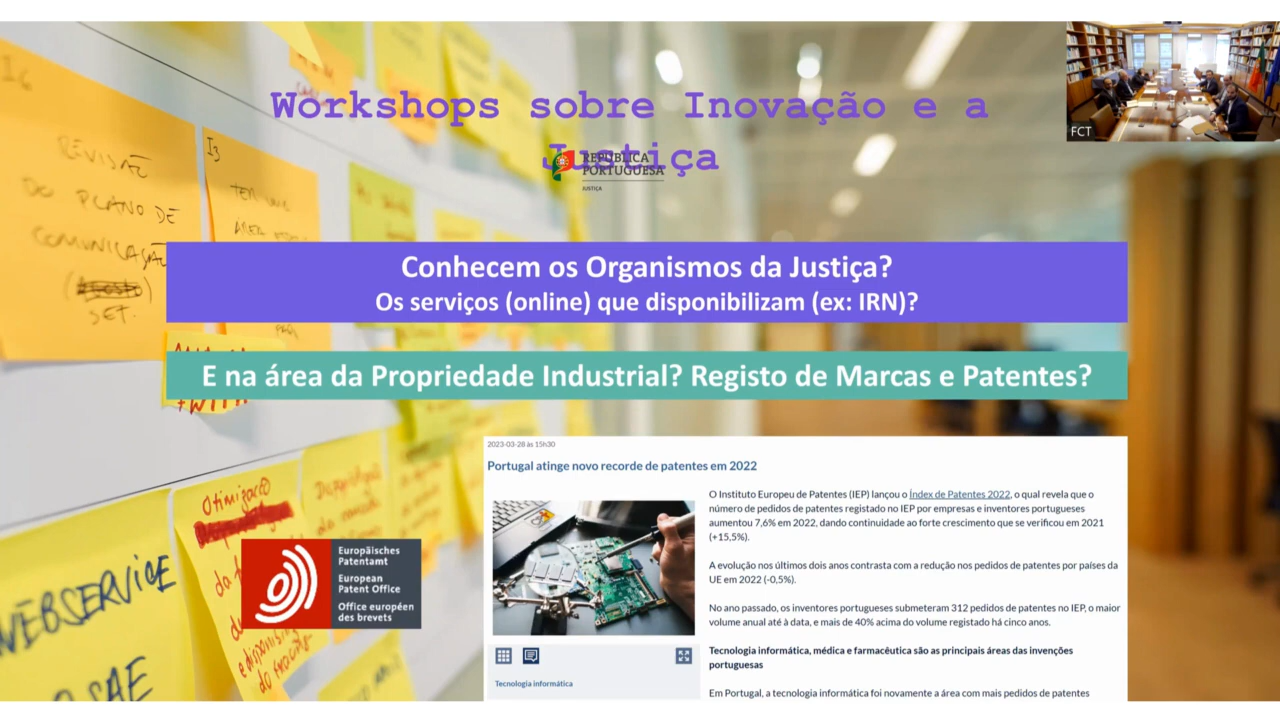 Workshops sobre Inovação e a
Justiça
REPÚBLICA
PORTUGUESA
JUSTIÇA
FCT
Conhecem os Organismos da Justiça?
Os serviços (online) que disponibilizam (ex: IRN)?
E na área da Propriedade Industrial? Registo de Marcas e Patentes?
I3
REVISÃO
DO PLANO DE
COMUNICAÇÃO
SET.
Otimização
WEBSERVICE
SAE
Europäisches
Patentamt
European
Patent Office
Office européen
des brevets
2023-03-28 às 15h30
Portugal atinge novo recorde de patentes em 2022
O Instituto Europeu de Patentes (IEP) lançou o Índex de Patentes 2022, o qual revela que o
número de pedidos de patentes registado no IEP por empresas e inventores portugueses
aumentou 7,6% em 2022, dando continuidade ao forte crescimento que se verificou em 2021
(+15,5%).
A evolução nos últimos dois anos contrasta com a redução nos pedidos de patentes por países da
UE em 2022 (-0,5%).
No ano passado, os inventores portugueses submeteram 312 pedidos de patentes no IEP, o maior
volume anual até à data, e mais de 40% acima do volume registado há cinco anos.
Tecnologia informática, médica e farmacêutica são as principais áreas das invenções
portuguesas
Em Portugal, a tecnologia informática foi novamente a área com mais pedidos de patentes
Tecnologia informática